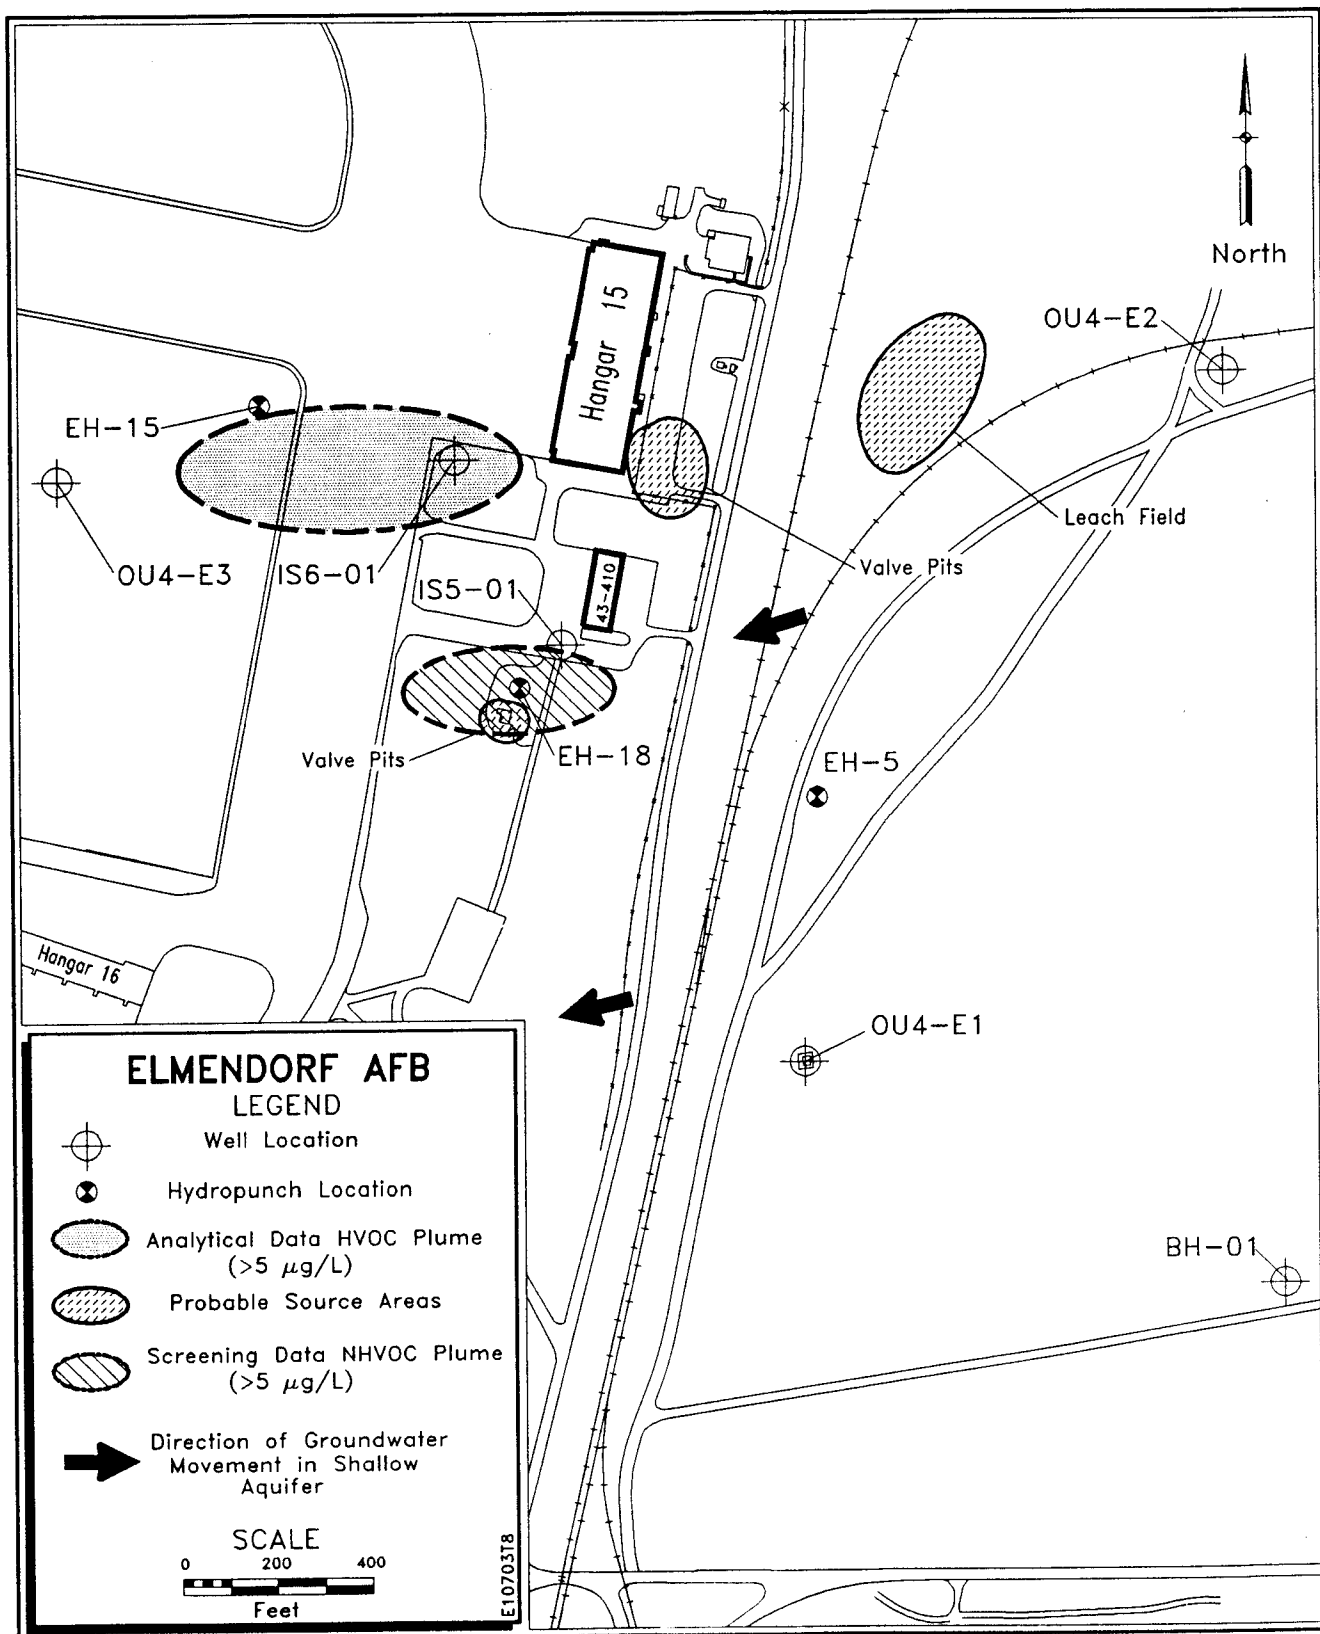 North
OU4-E2
Hangar 15
EH-15
Leach Field
OU4-E3
IS6-01
Valve Pits
IS5-01
43-410
Valve Pits
EH-18
EH-5
Hangar 16
OU4-E1
BH-01
ELMENDORF AFB
LEGEND
Well Location
Hydropunch Location
Analytical Data HVOC Plume
(>5 µg/L)
Probable Source Areas
Screening Data NHVOC Plume
(>5 µg/L)
Direction of Groundwater
Movement in Shallow
Aquifer
SCALE
0 200 400
Feet
E10703T8